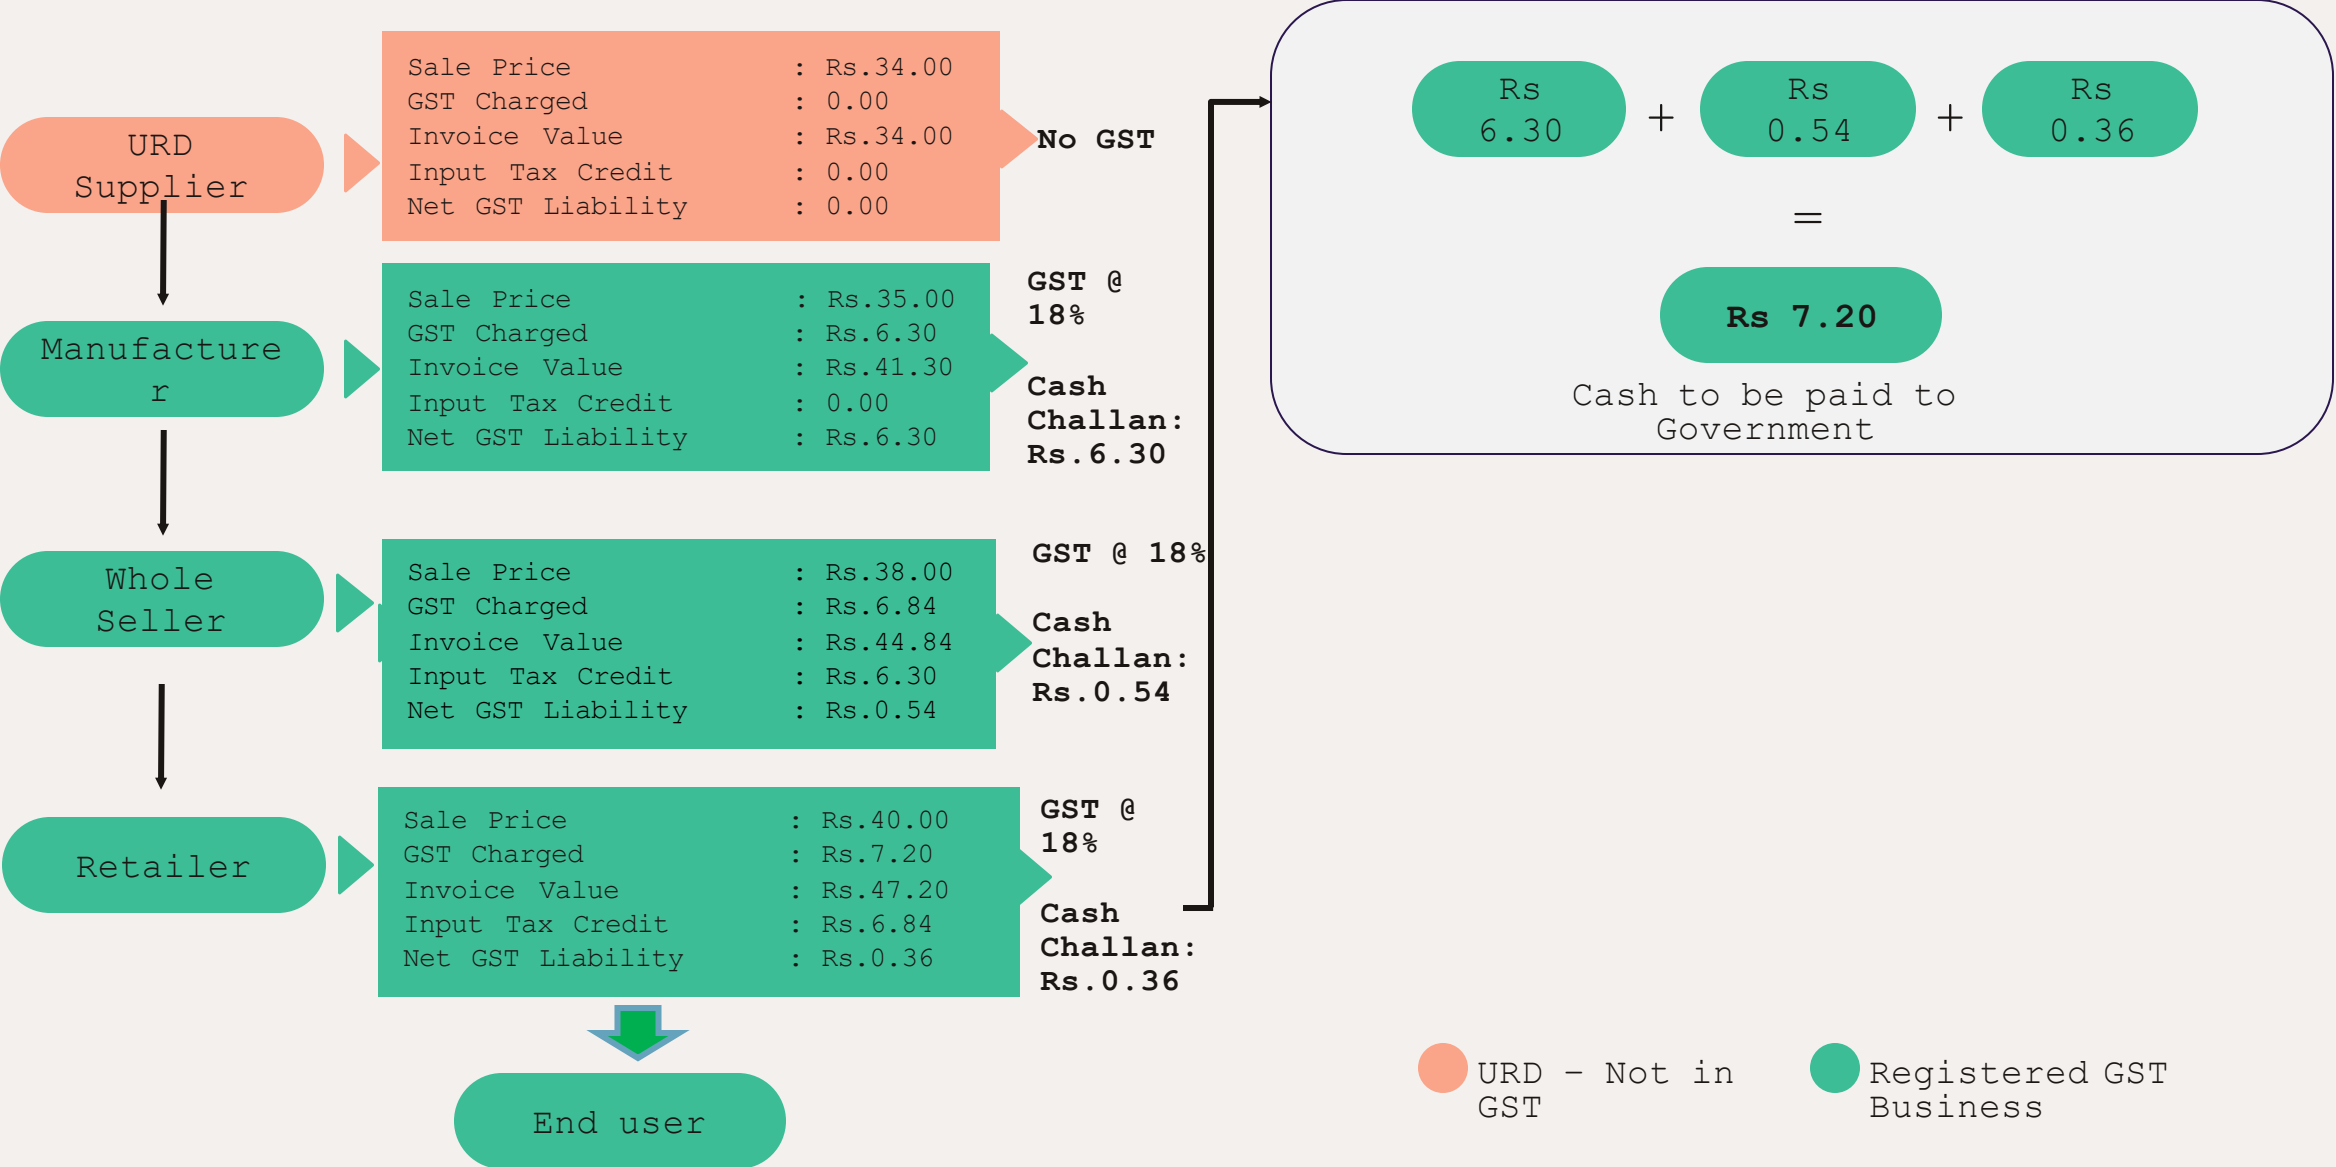 URD
Supplier
Sale Price : Rs.34.00
GST Charged : 0.00
Invoice Value : Rs.34.00
Input Tax Credit : 0.00
Net GST Liability : 0.00
No GST
Manufacture
r
Sale Price : Rs.35.00
GST Charged : Rs.6.30
Invoice Value : Rs.41.30
Input Tax Credit : 0.00
Net GST Liability : Rs.6.30
GST @
18%
Cash
Challan:
Rs.6.30
Whole
Seller
Sale Price : Rs.38.00
GST Charged : Rs.6.84
Invoice Value : Rs.44.84
Input Tax Credit : Rs.6.30
Net GST Liability : Rs.0.54
GST @ 18%
Cash
Challan:
Rs.0.54
Retailer
Sale Price : Rs.40.00
GST Charged : Rs.7.20
Invoice Value : Rs.47.20
Input Tax Credit : Rs.6.84
Net GST Liability : Rs.0.36
GST @
18%
Cash
Challan:
Rs.0.36
End user
Rs
6.30
+
Rs
0.54
+
Rs
0.36
=
Rs 7.20
Cash to be paid to
Government
URD – Not in
GST
Registered GST
Business